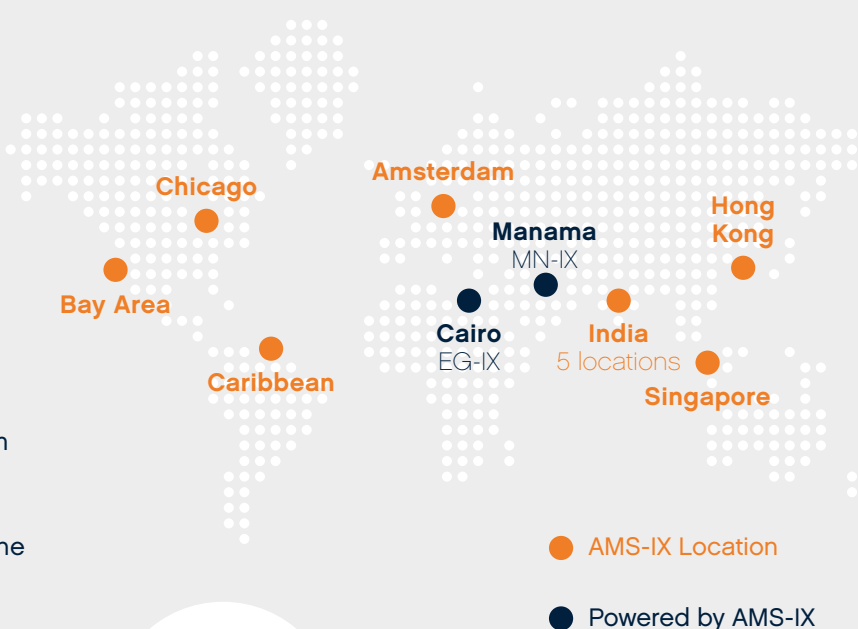 Amsterdam
Chicago
Hong
Kong
Manama
MN-IX
Bay Area
Cairo
EG-IX
India
5 locations
Caribbean
Singapore
AMS-IX Location
Powered by AMS-IX